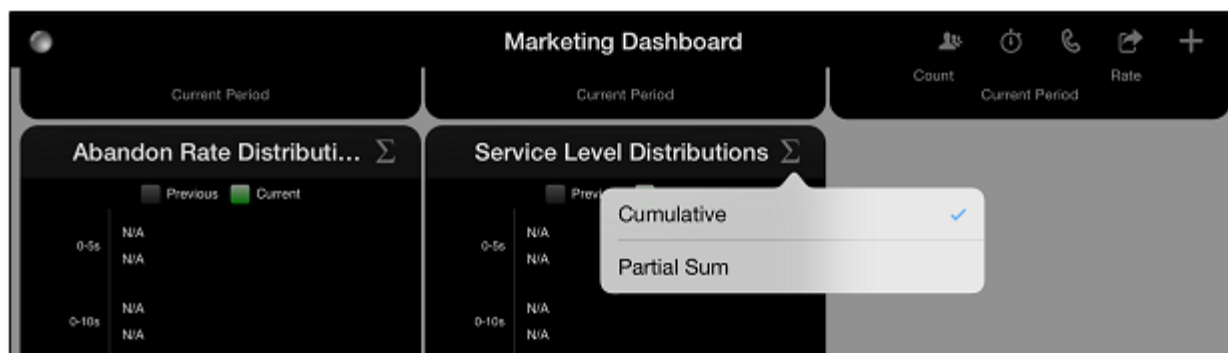 Marketing Dashboard
Count
Rate
Current Period
Current Period
Current Period
Abandon Rate Distributi... Σ
Service Level Distributions Σ
Previous
Current
0-5s
N/A
N/A
0-10s
N/A
N/A
0-5s
N/A
N/A
0-10s
N/A
N/A
Cumulative
Partial Sum